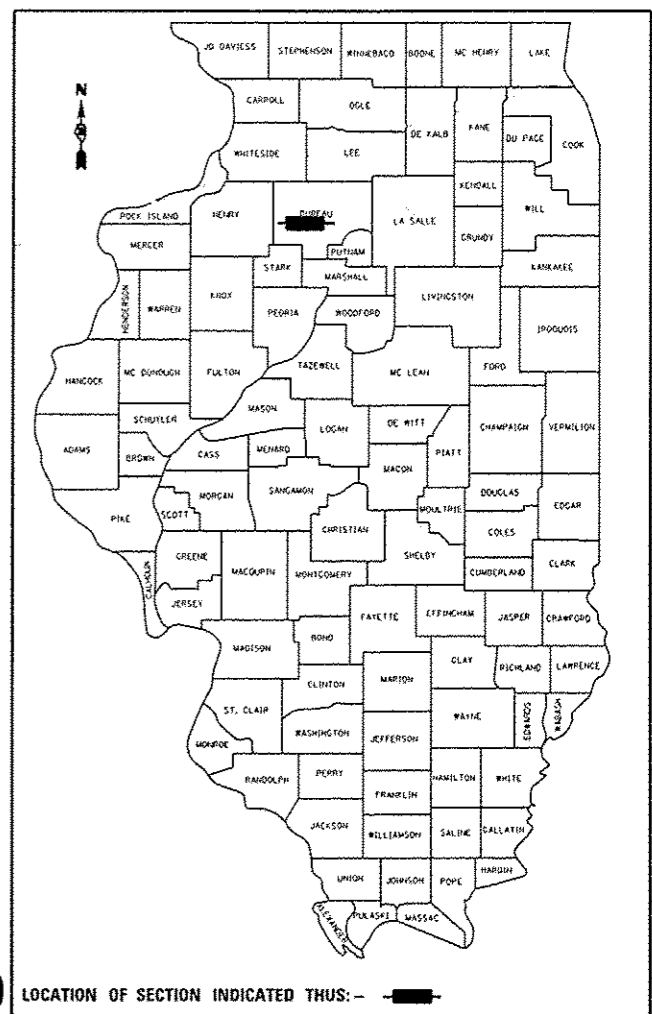 JO DAVIESS STEPHENSON WINNEBAGO BOONE MC HENRY LAKE
N
CARROLL OGLE
DE KALB KANE DU PAGE COOK
WHITESIDE LEE
KENDALL WILL
ROCK ISLAND HENRY BUREAU LA SALLE GRUNDY
MERCER PUTNAM
STARK MARSHALL KANKAKEE
HENDERSON WARREN KNOX PEORIA WOODFORD LIVINGSTON IROQUOIS
HANCOCK MC DONOUGH FULTON TAZEWELL MC LEAN FORD
MASON
SCHUYLER LOGAN DE WITT CHAMPAIGN VERMILION
ADAMS BROWN CASS MENARD PIATT
MACON
MORGAN SANGAMON DOUGLAS
PIKE SCOTT CHRISTIAN MOULTRIE EDGAR
COLES
GREENE SHELBY
CALHOUN MACOUPIN MONTGOMERY CUMBERLAND CLARK
JERSEY
FAYETTE EFFINGHAM JASPER CRAWFORD
MADISON BOND
CLAY RICHLAND LAWRENCE
CLINTON MARION
ST. CLAIR WAYNE EDWARDS WABASH
WASHINGTON JEFFERSON
MONROE
RANDOLPH PERRY HAMILTON WHITE
FRANKLIN
JACKSON WILLIAMSON SALINE GALLATIN
UNION JOHNSON POPE HARDIN
ALEXANDER PULASKI MASSAC
LOCATION OF SECTION INDICATED THUS: -